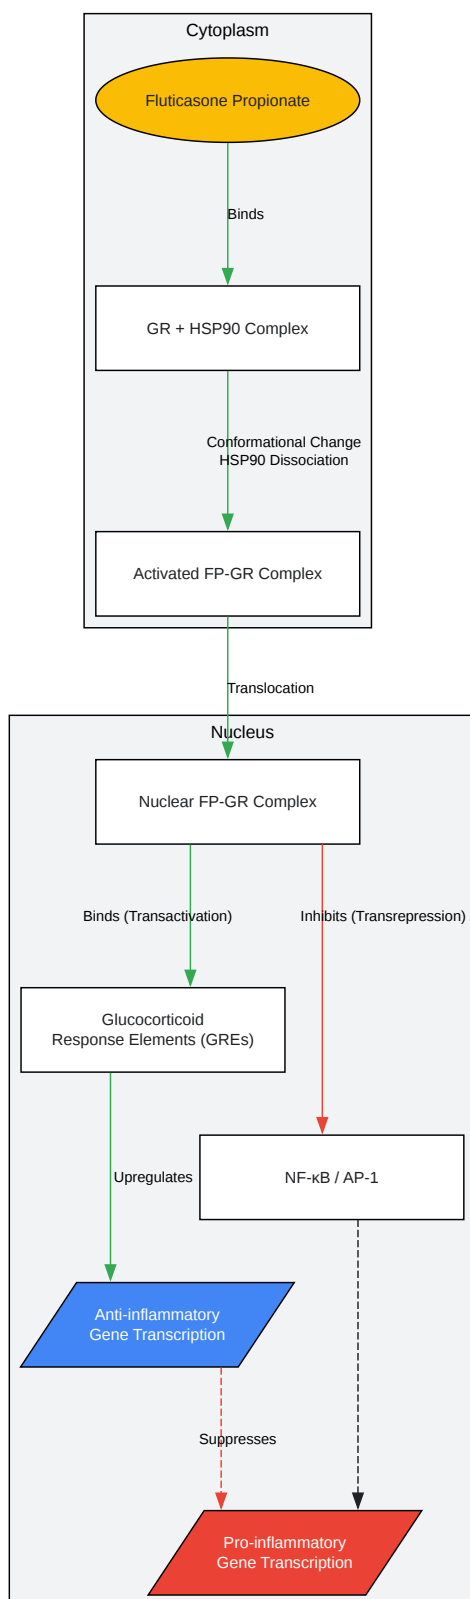 Cytoplasm
Fluticasone Propionate
Binds
GR + HSP90 Complex
Conformational Change
HSP90 Dissociation
Activated FP-GR Complex
Translocation
Nucleus
Nuclear FP-GR Complex
Binds (Transactivation)
Inhibits (Transrepression)
Glucocorticoid
Response Elements (GREs)
NF-κB / AP-1
Upregulates
Anti-inflammatory
Gene Transcription
Suppresses
Pro-inflammatory
Gene Transcription